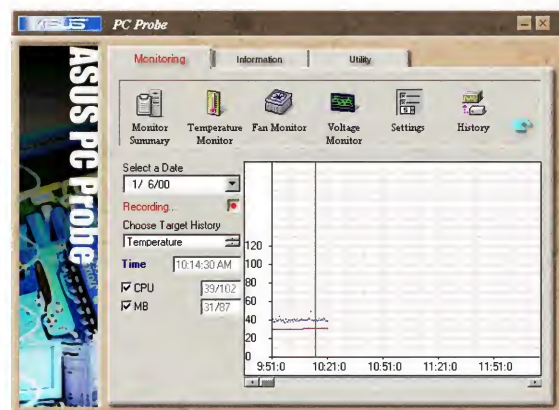 ASUS PC Probe
ASUS PC Probe
Monitoring Information Utility
Monitor Summary
Temperature Monitor
Fan Monitor
Voltage Monitor
Settings
History
Select a Date
1/ 6/00
Recording...
Choose Target History
Temperature
Time 10:14:30 AM
CPU 39/102
MB 31/87
120
100
80
60
40
20
0
9:51:0 10:21:0 10:51:0 11:21:0 11:51:0